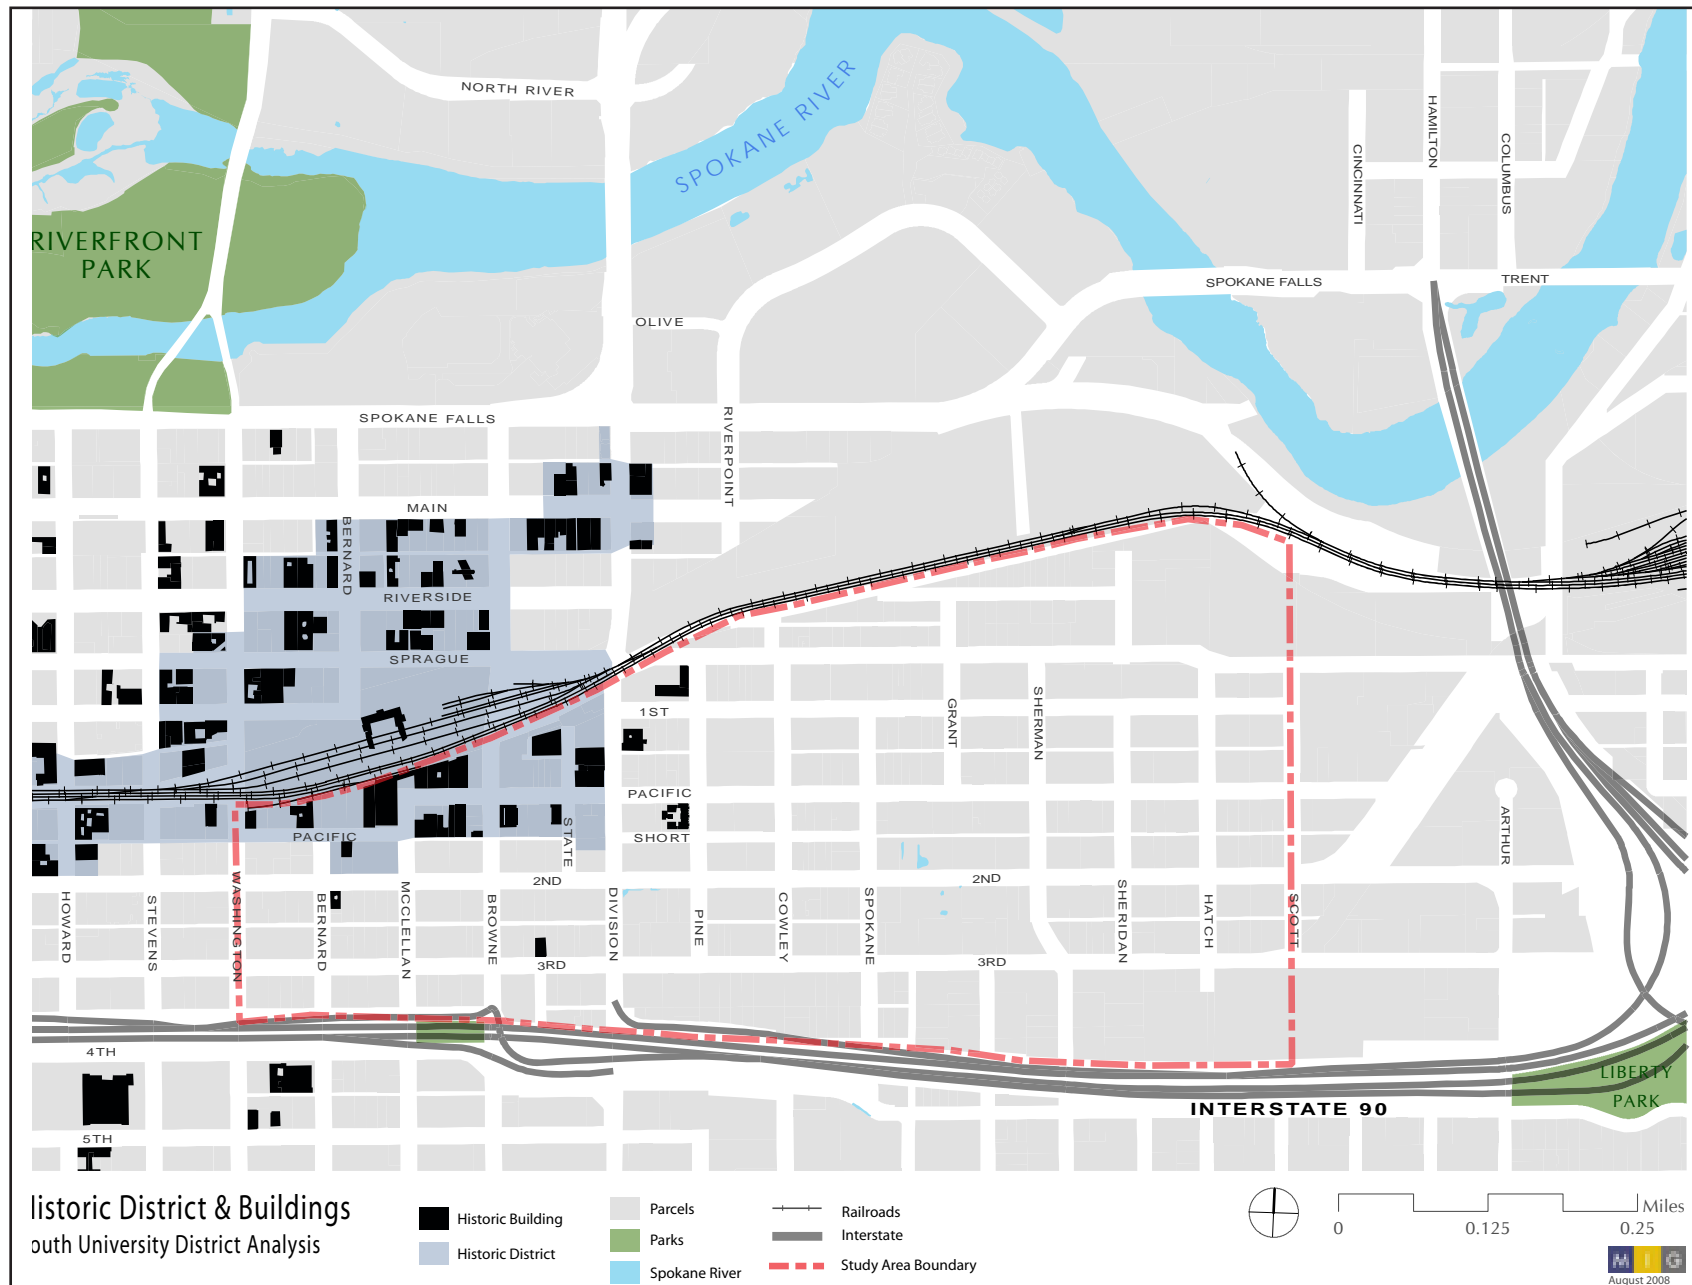 NORTH RIVER
SPOKANE RIVER
HAMILTON
COLUMBUS
CINCINNATI
RIVERFRONT
PARK
SPOKANE FALLS
TRENT
OLIVE
SPOKANE FALLS
RIVERPOINT
MAIN
BERNARD
RIVERSIDE
SPRAGUE
1ST
GRANT
SHERMAN
PACIFIC
PACIFIC
STATE
SHORT
ARTHUR
2ND
2ND
HOWARD
STEVENS
WASHINGTON
BERNARD
MCCLELLAN
BROWNE
DIVISION
PINE
COWLEY
SPOKANE
SHERIDAN
HATCH
SCOTT
3RD
3RD
4TH
LIBERTY
PARK
INTERSTATE 90
5TH
istoric District & Buildings
outh University District Analysis
Historic Building
Historic District
Parcels
Parks
Spokane River
Railroads
Interstate
Study Area Boundary
0 0.125 0.25 Miles
M I G
August 2008